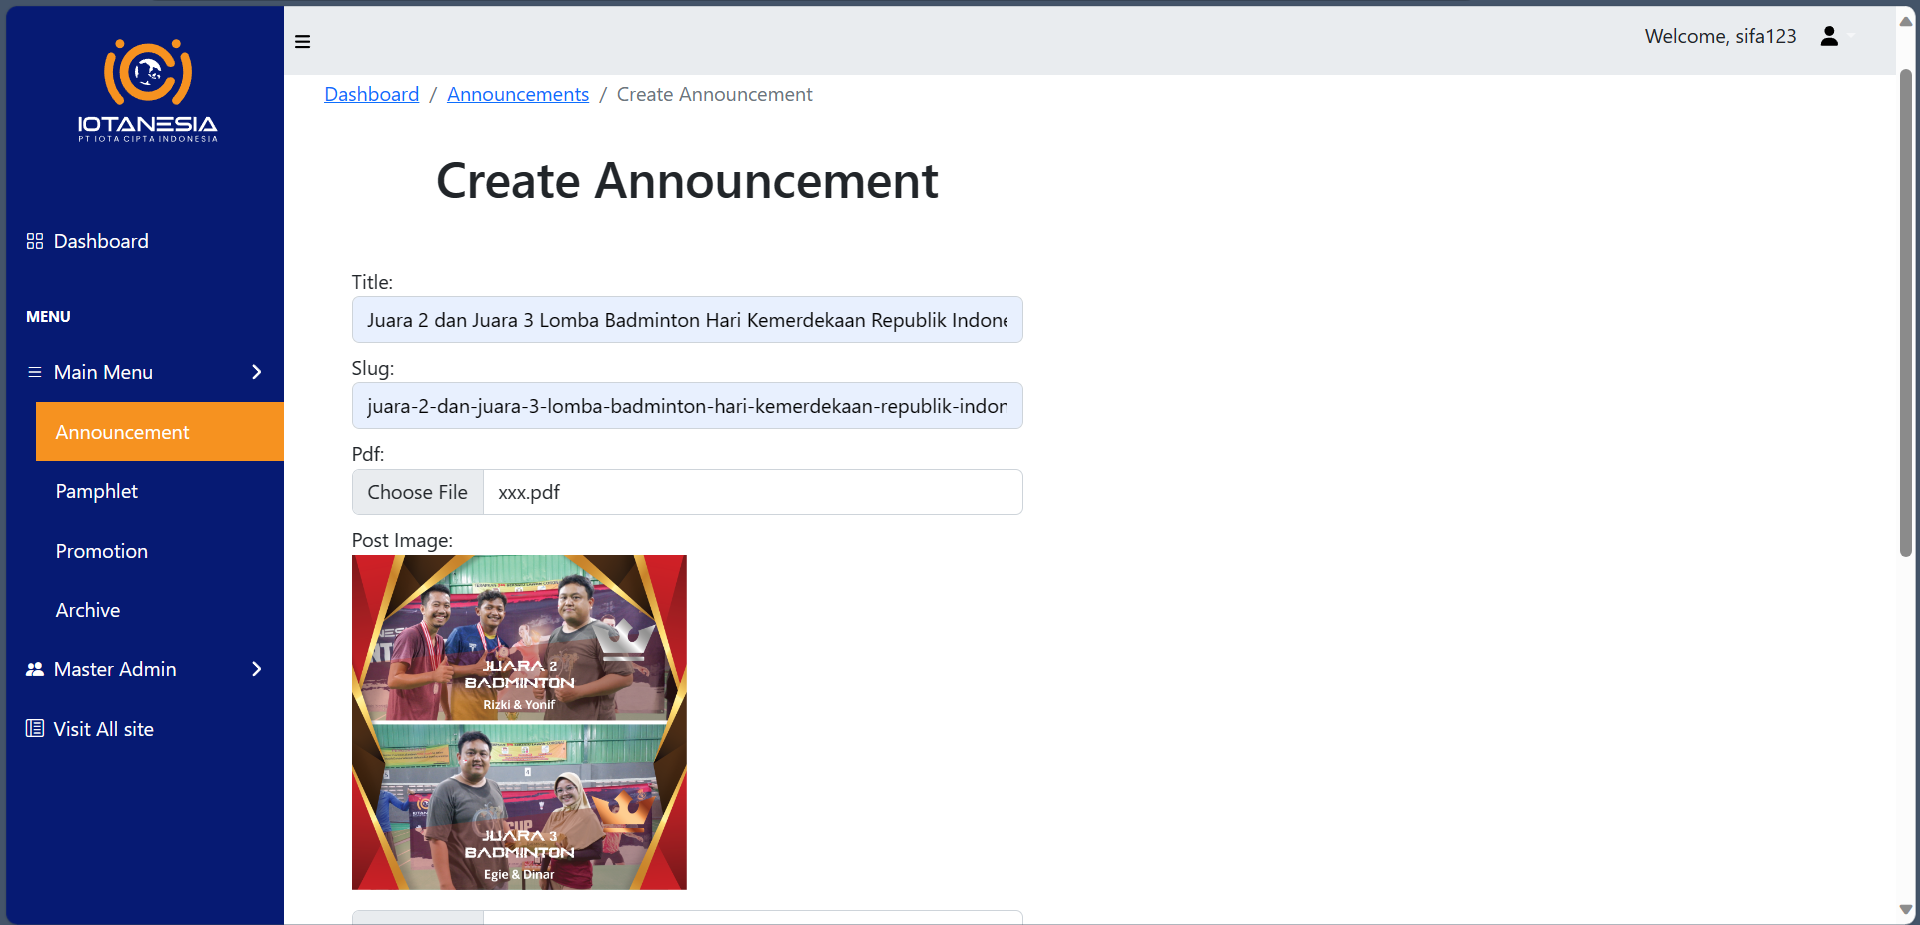 IOTANESIA
PT IOTA CIPTA INDONESIA
Dashboard
MENU
Main Menu
Announcement
Pamphlet
Promotion
Archive
Master Admin
Visit All site
Welcome, sifa123
Dashboard / Announcements / Create Announcement
Create Announcement
Title:
Juara 2 dan Juara 3 Lomba Badminton Hari Kemerdekaan Republik Indone
Slug:
juara-2-dan-juara-3-lomba-badminton-hari-kemerdekaan-republik-indon
Pdf:
Choose File xxx.pdf
Post Image:
JUARA 2
BADMINTON
Rizki & Yonif
CUP
JUARA 3
BADMINTON
Egie & Dinar